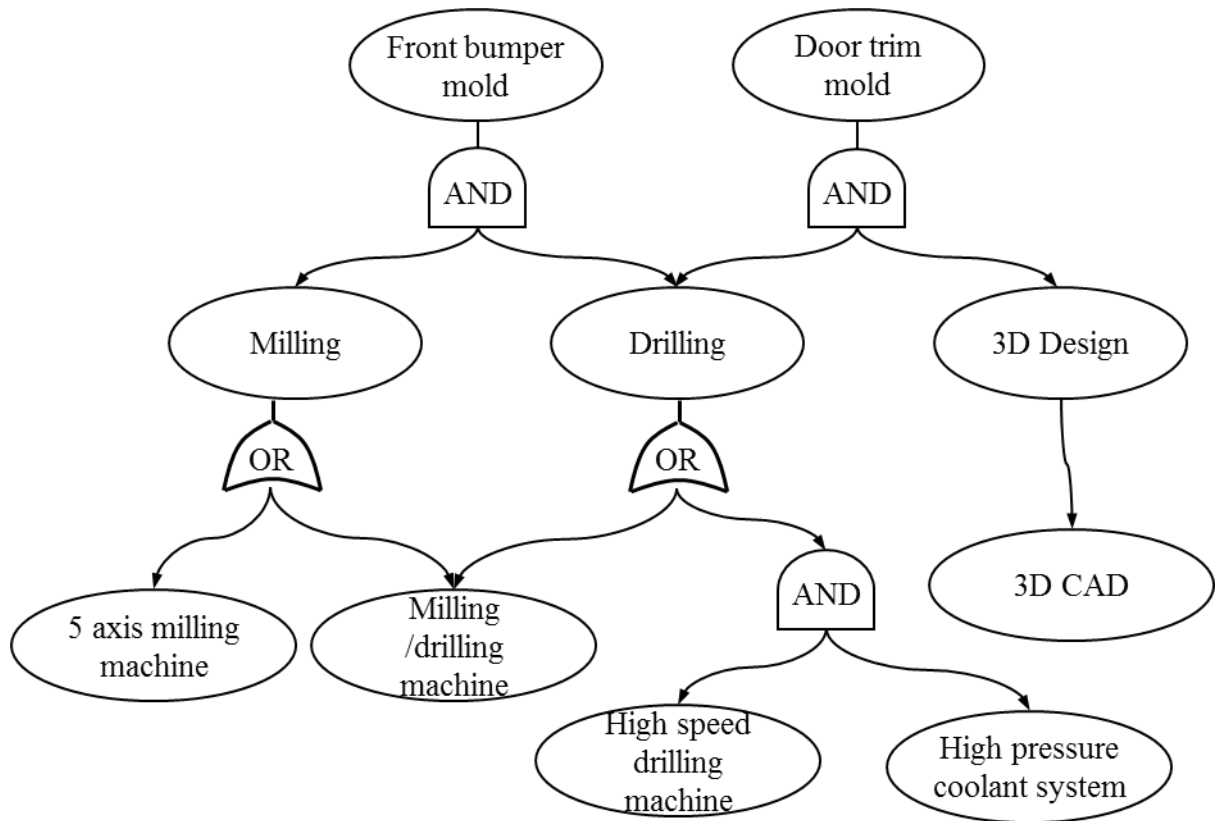 Front bumper
mold
Door trim
mold
AND
AND
Milling
Drilling
3D Design
OR
OR
5 axis milling
machine
Milling
/drilling
machine
AND
3D CAD
High speed
drilling
machine
High pressure
coolant system